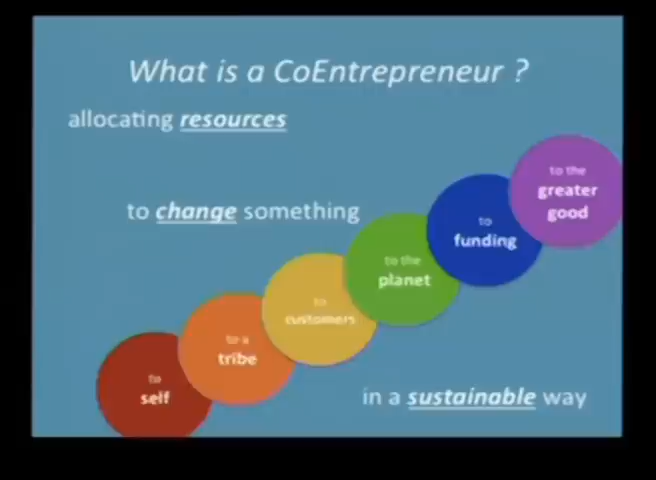 What is a CoEntrepreneur ?
allocating resources
to change something
to the
greater
good
to
funding
to the
planet
to
customers
to a
tribe
to
self
in a sustainable way